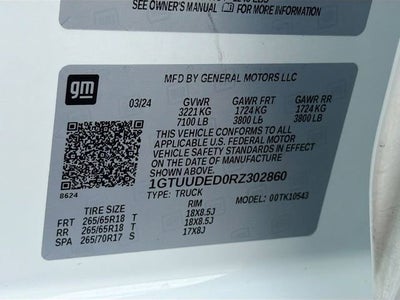 SEE OWNER'S MANUAL FOR MORE INFORMATION
gm
MFD BY GENERAL MOTORS LLC
03/24 GVWR GAWR FRT GAWR RR
3221 KG 1724 KG 1724 KG
7100 LB 3800 LB 3800 LB
THIS VEHICLE CONFORMS TO ALL
APPLICABLE U.S. FEDERAL MOTOR
VEHICLE SAFETY STANDARDS IN
EFFECT ON THE DATE OF
MANUFACTURE SHOWN ABOVE.
8624
1GTUUDED0RZ302860
TYPE: TRUCK MODEL: 00TK10543
TIRE SIZE RIM
FRT 265/65R18 T 18X8.5J
RR 265/65R18 T 18X8.5J
SPA 265/70R17 S 17X8J